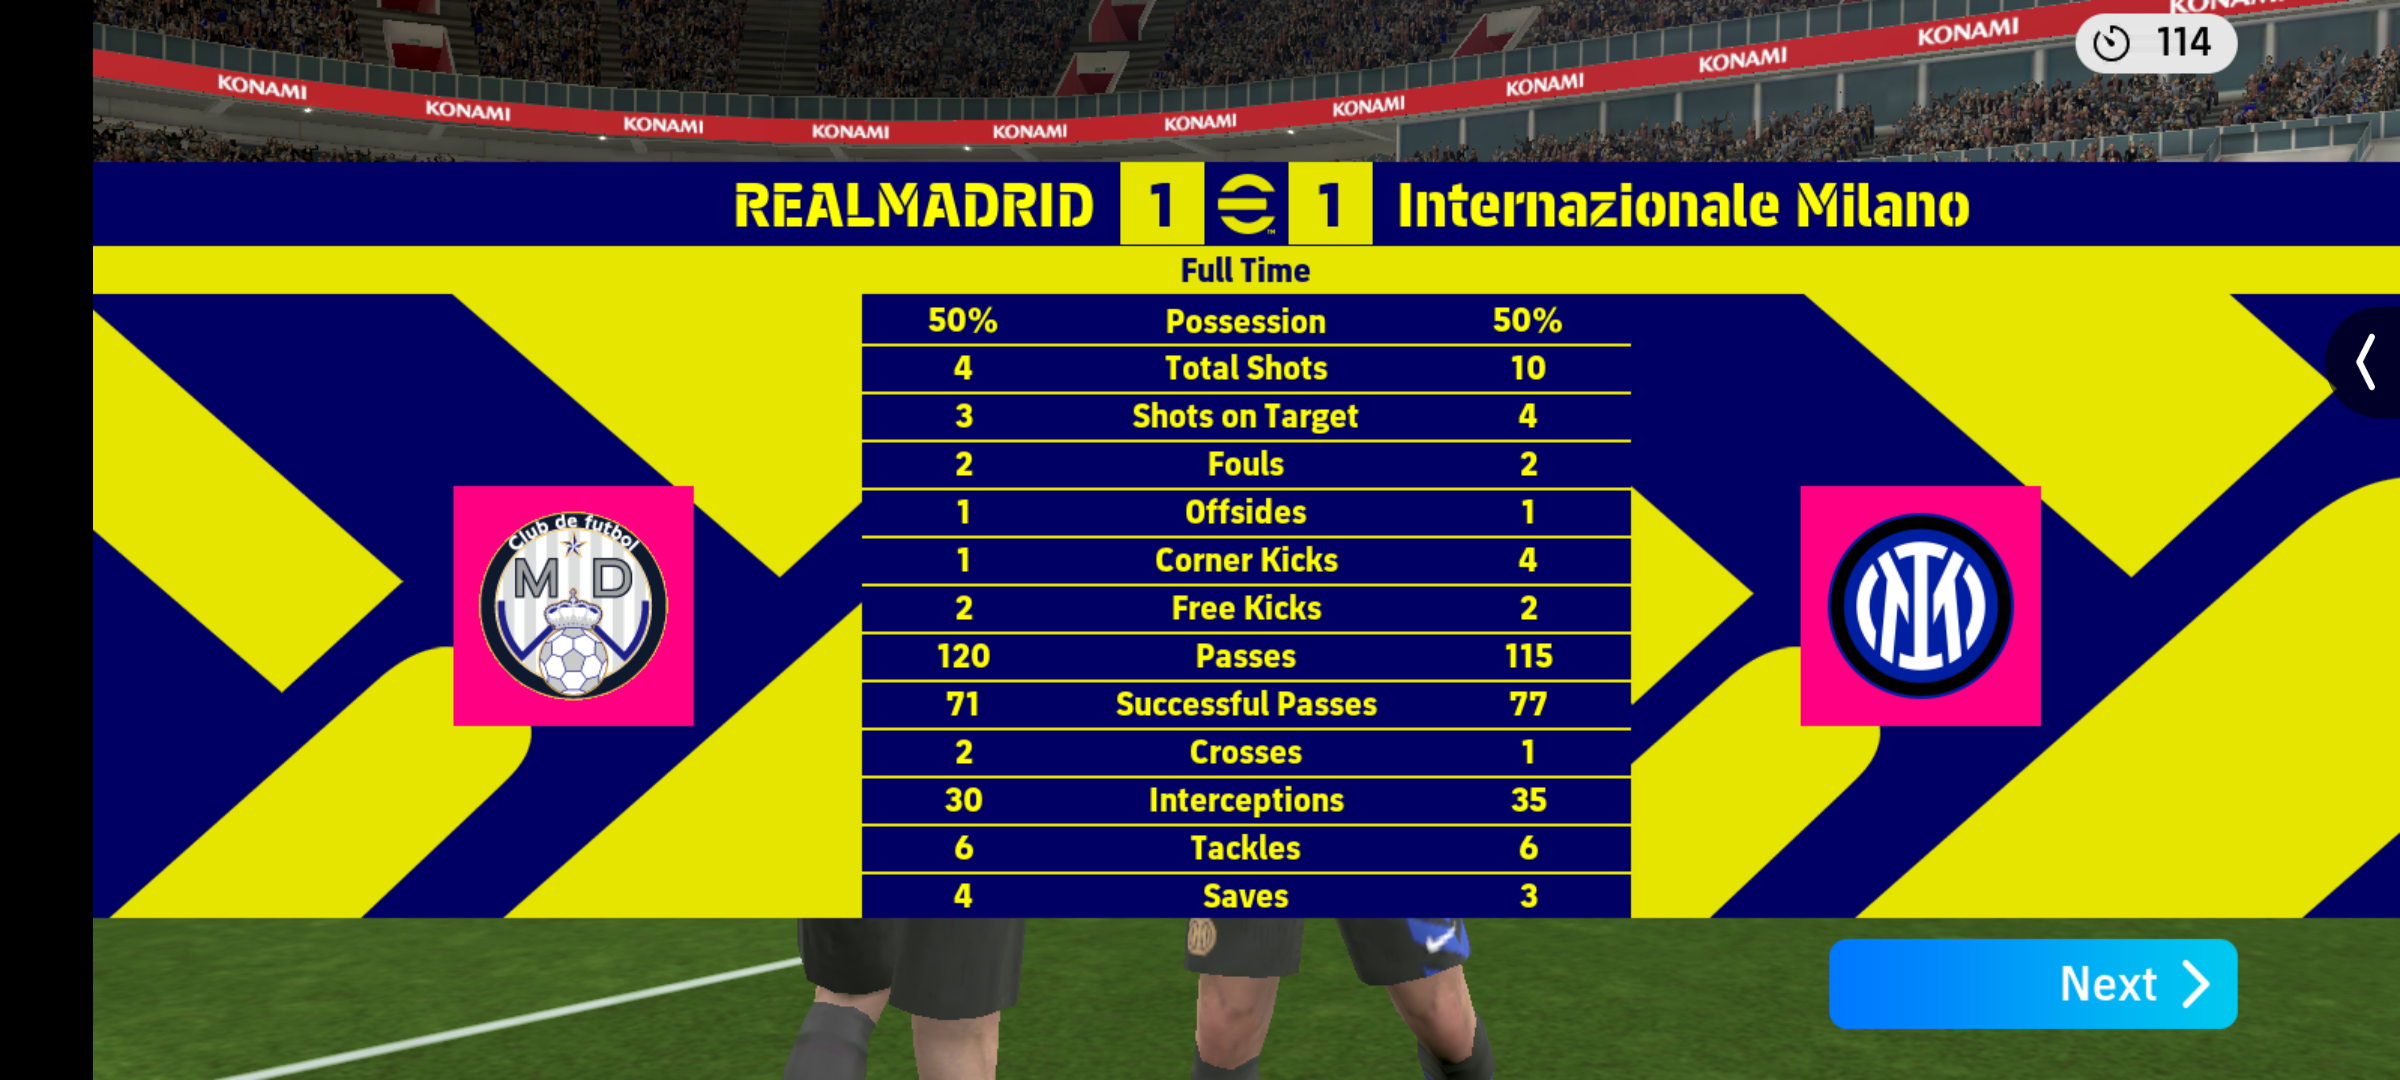 KONAMI
KONAMI KONAMI KONAMI KONAMI KONAMI KONAMI KONAMI KONAMI KONAMI
114
REALMADRID 1 1 Internazionale Milano
Full Time
50% Possession 50%
4 Total Shots 10
3 Shots on Target 4
2 Fouls 2
1 Offsides 1
1 Corner Kicks 4
2 Free Kicks 2
120 Passes 115
71 Successful Passes 77
2 Crosses 1
30 Interceptions 35
6 Tackles 6
4 Saves 3
Club de futbol
M D
IM
Next